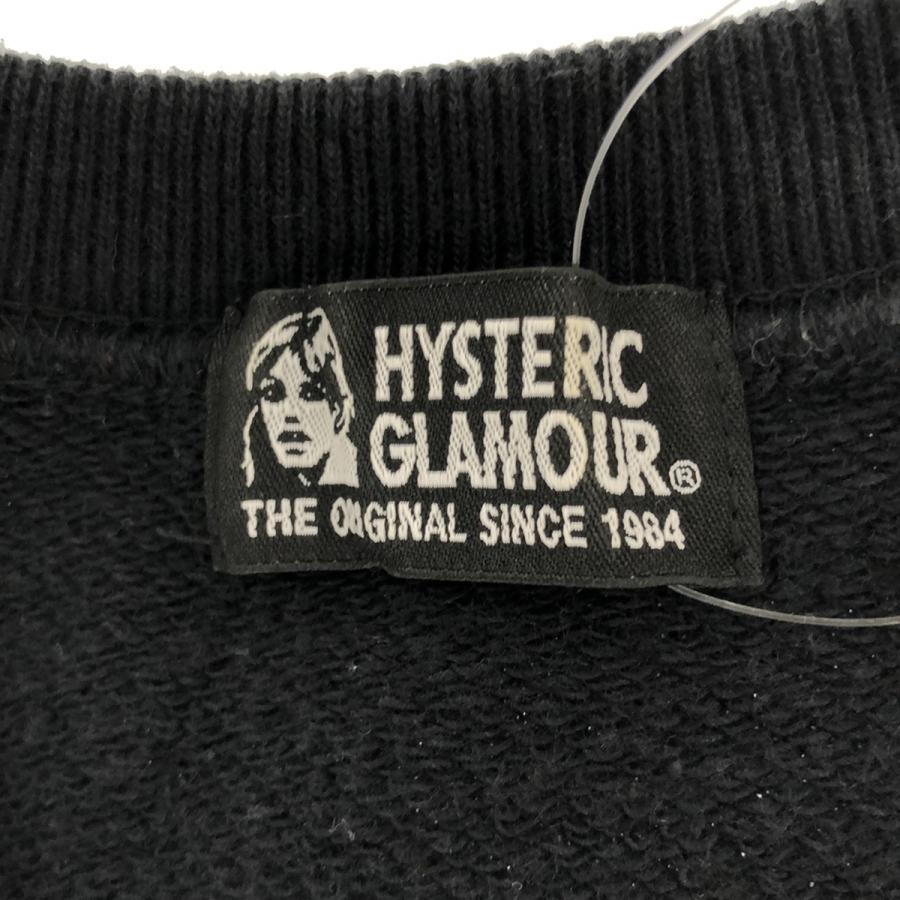 HYSTERIC
GLAMOUR®
THE ORIGINAL SINCE 1984